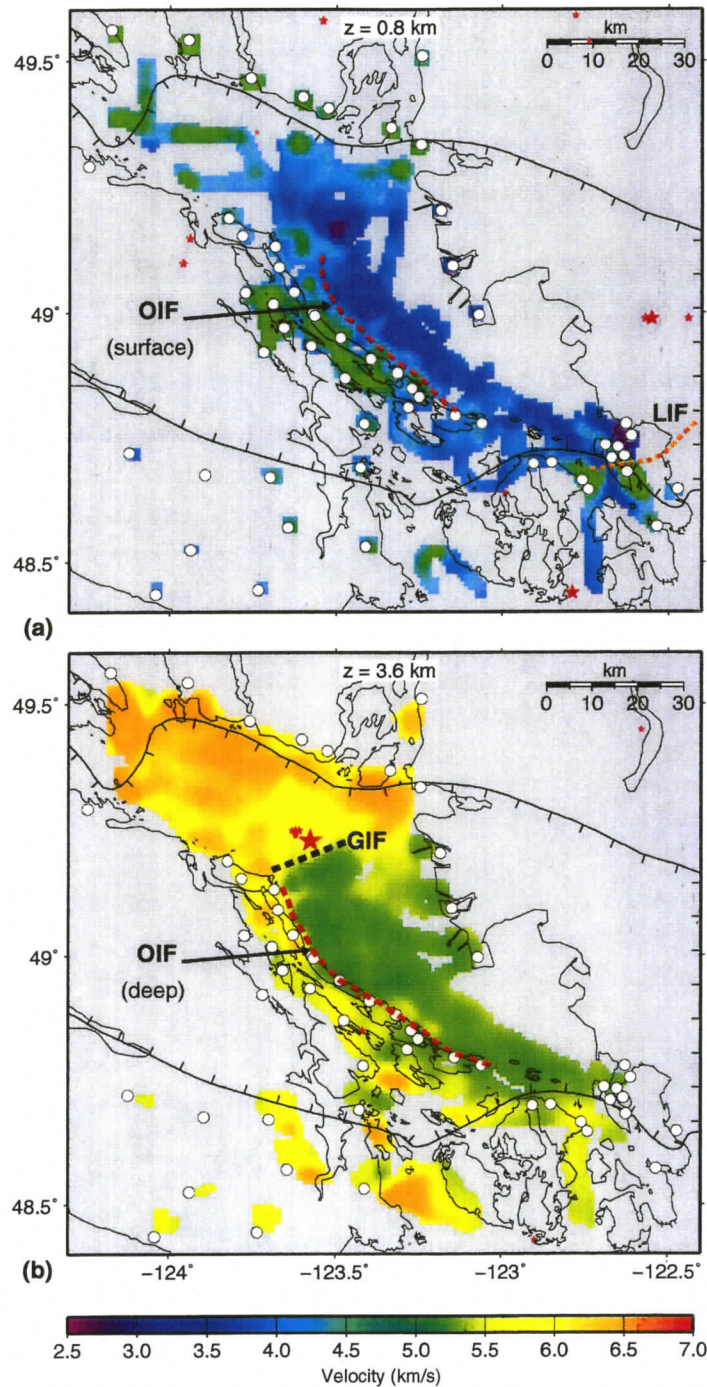 z = 0.8 km
km
0 10 20 30
49.5°
49°
48.5°
OIF
(surface)
LIF
(a)
z = 3.6 km
km
0 10 20 30
49.5°
49°
48.5°
GIF
OIF
(deep)
(b)
−124 −123.5 −123 −122.5
2.5 3.0 3.5 4.0 4.5 5.0 5.5 6.0 6.5 7.0
Velocity (km/s)